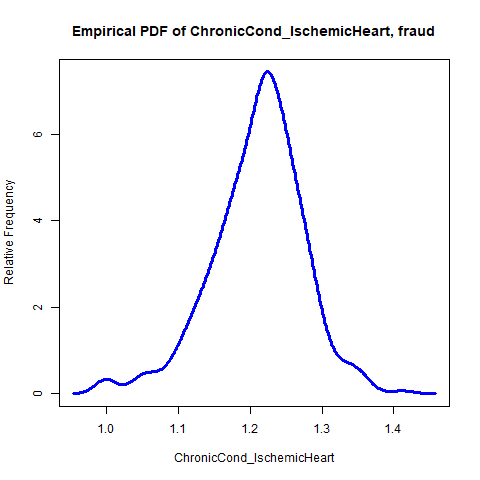 Empirical PDF of ChronicCond_IschemicHeart, fraud
Relative Frequency
6
4
2
0
1.0 1.1 1.2 1.3 1.4
ChronicCond_IschemicHeart